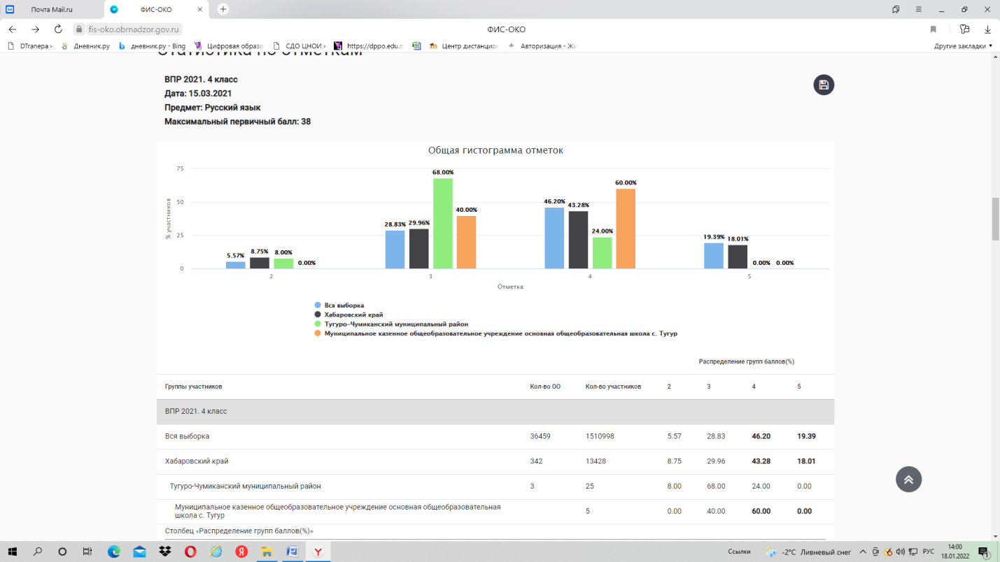 Почта Mail.ru
ФИС-ОКО
fis-oko.obrnadzor.gov.ru
ФИС-ОКО
DTranepa
Дневник.ру
дневник.ру - Bing
Цифровая образо
СДО ЦНОИ
https://dppo.edu.ru
Центр дистанцио
Авторизация - Жи
Другие закладки
Статистика по отметкам
ВПР 2021. 4 класс
Дата: 15.03.2021
Предмет: Русский язык
Максимальный первичный балл: 38
Общая гистограмма отметок
% участников
75
50
25
0
5.57%
8.75%
8.00%
0.00%
28.83%
29.96%
68.00%
40.00%
46.20%
43.28%
24.00%
60.00%
19.39%
18.01%
0.00%
0.00%
2
3
4
5
Отметка
Вся выборка
Хабаровский край
Тугуро-Чумиканский муниципальный район
Муниципальное казенное общеобразовательное учреждение основная общеобразовательная школа с. Тугур
Распределение групп баллов(%)
Группы участников Кол-во ОО Кол-во участников 2 3 4 5
ВПР 2021. 4 класс
Вся выборка 36459 1510998 5.57 28.83 46.20 19.39
Хабаровский край 342 13428 8.75 29.96 43.28 18.01
Тугуро-Чумиканский муниципальный район 3 25 8.00 68.00 24.00 0.00
Муниципальное казенное общеобразовательное учреждение основная общеобразовательная
школа с. Тугур 5 0.00 40.00 60.00 0.00
Столбец «Распределение групп баллов(%)»
Ссылки
-2°C Ливневый снег
РУС
14:00
18.01.2022
1